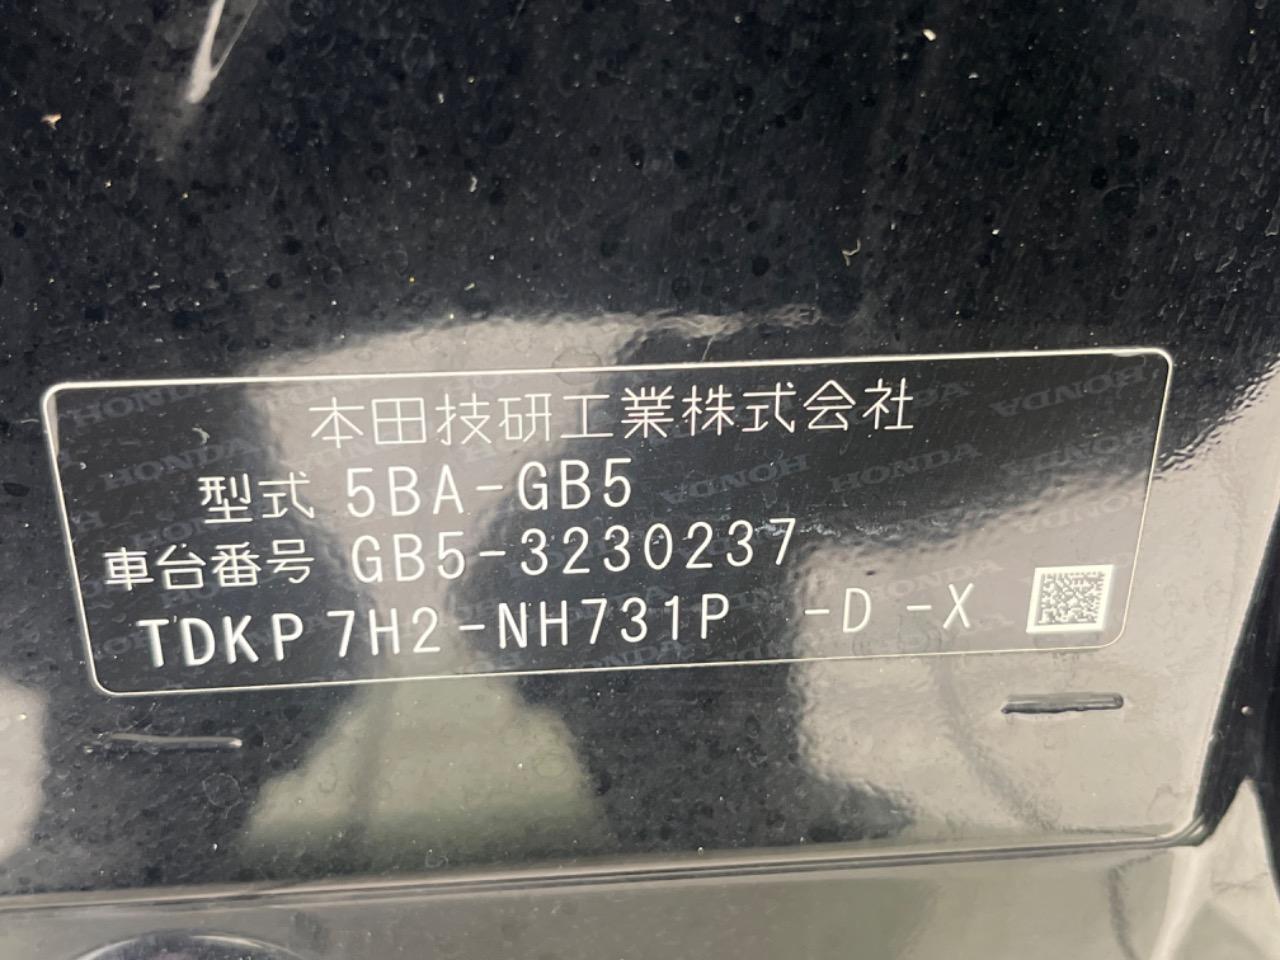 本田技研工業株式会社
型式 5BA-GB5
車台番号 GB5-3230237
TDKP 7H2-NH731P -D -X